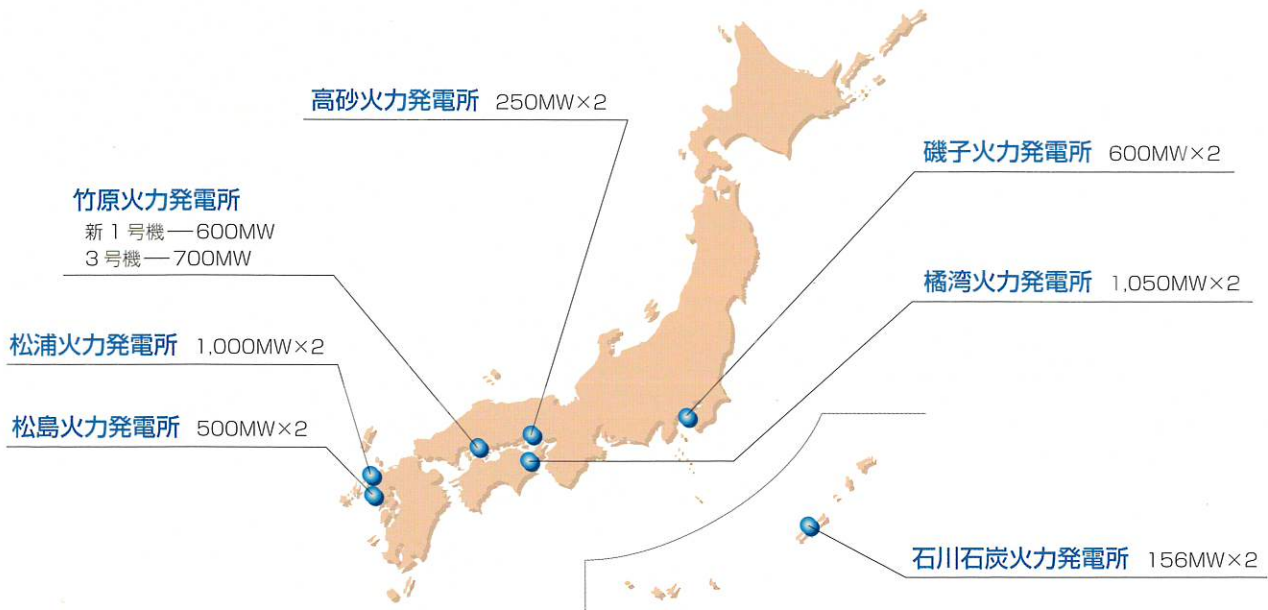 高砂火力発電所 250MW×2
磯子火力発電所 600MW×2
竹原火力発電所
新1号機―600MW
3号機―700MW
橘湾火力発電所 1,050MW×2
松浦火力発電所 1,000MW×2
松島火力発電所 500MW×2
石川石炭火力発電所 156MW×2